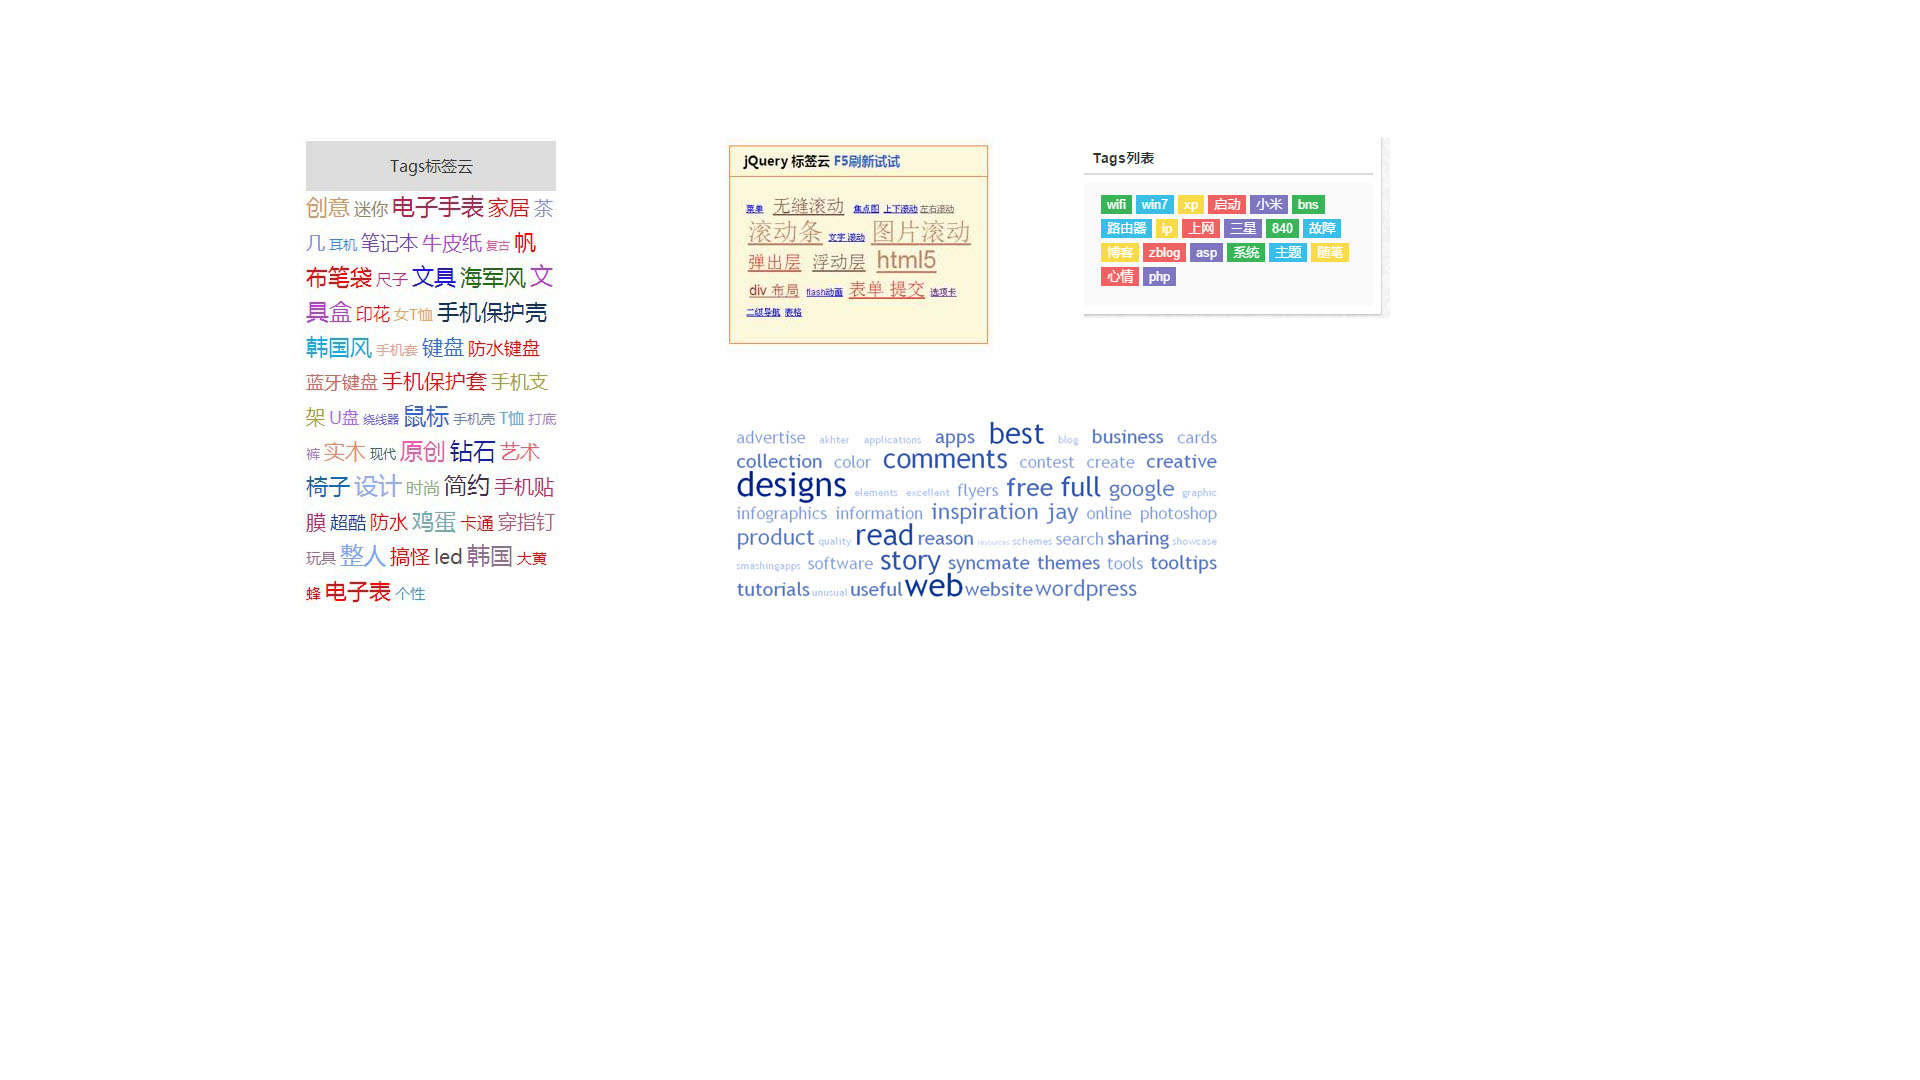 Tags标签云
创意 迷你 电子手表 家居 茶
几 耳机 笔记本 牛皮纸 复古 帆
布笔袋 尺子 文具 海军风 文
具盒 印花 女T恤 手机保护壳
韩国风 手机套 键盘 防水键盘
蓝牙键盘 手机保护套 手机支
架 U盘 绕线器 鼠标 手机壳 T恤 打底
裤 实木 现代 原创 钻石 艺术
椅子 设计 时尚 简约 手机贴
膜 超酷 防水 鸡蛋 卡通 穿指钉
玩具 整人 搞怪 led 韩国 大黄
蜂 电子表 个性
jQuery 标签云 F5刷新试试
菜单 无缝滚动 焦点图 上下滚动 左右滚动
滚动条 文字 滚动 图片滚动
弹出层 浮动层 html5
div 布局 flash动画 表单 提交 选项卡
二级导航 表格
Tags列表
wifi win7 xp 启动 小米 bns
路由器 ip 上网 三星 840 故障
博客 zblog asp 系统 主题 随笔
心情 php
advertise akhter applications apps best blog business cards
collection color comments contest create creative
designs elements excellent flyers free full google graphic
infographics information inspiration jay online photoshop
product quality read reason resources schemes search sharing showcase
smashingapps software story syncmate themes tools tooltips
tutorials unusual useful web website wordpress